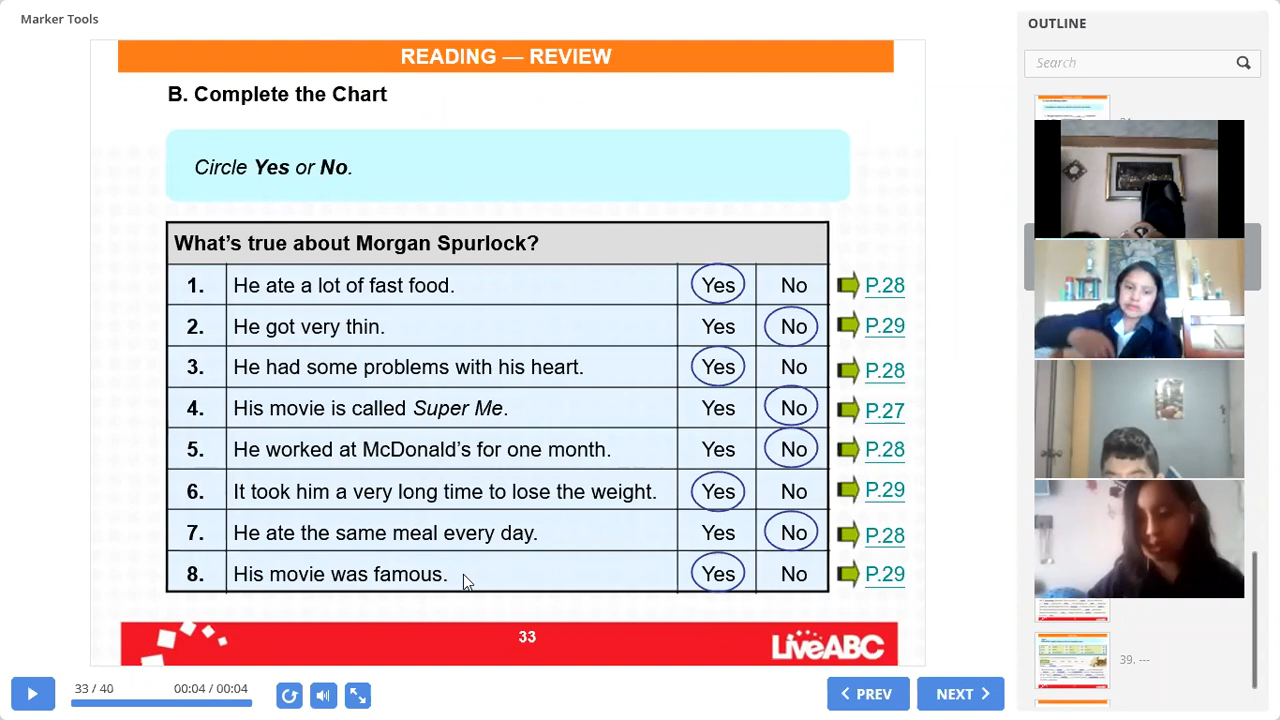 Marker Tools
OUTLINE
Search
READING — REVIEW
B. Complete the Chart
Circle Yes or No.
What's true about Morgan Spurlock?
1. He ate a lot of fast food. Yes No P.28
2. He got very thin. Yes No P.29
3. He had some problems with his heart. Yes No P.28
4. His movie is called Super Me. Yes No P.27
5. He worked at McDonald's for one month. Yes No P.28
6. It took him a very long time to lose the weight. Yes No P.29
7. He ate the same meal every day. Yes No P.28
8. His movie was famous. Yes No P.29
33
LiveABC
39. ---
33 / 40
00:04 / 00:04
PREV
NEXT